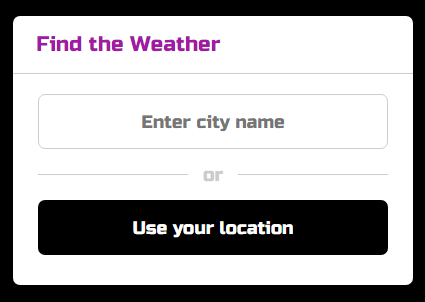 Find the Weather
Enter city name
or
Use your location